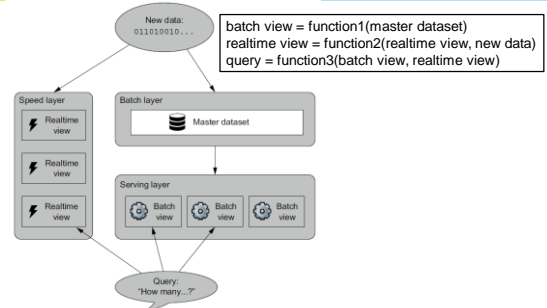 New data:
011010010...
batch view = function1(master dataset)
realtime view = function2(realtime view, new data)
query = function3(batch view, realtime view)
Speed layer
Realtime
view
Realtime
view
Realtime
view
Batch layer
Master dataset
Serving layer
Batch
view
Batch
view
Batch
view
Query:
"How many...?"